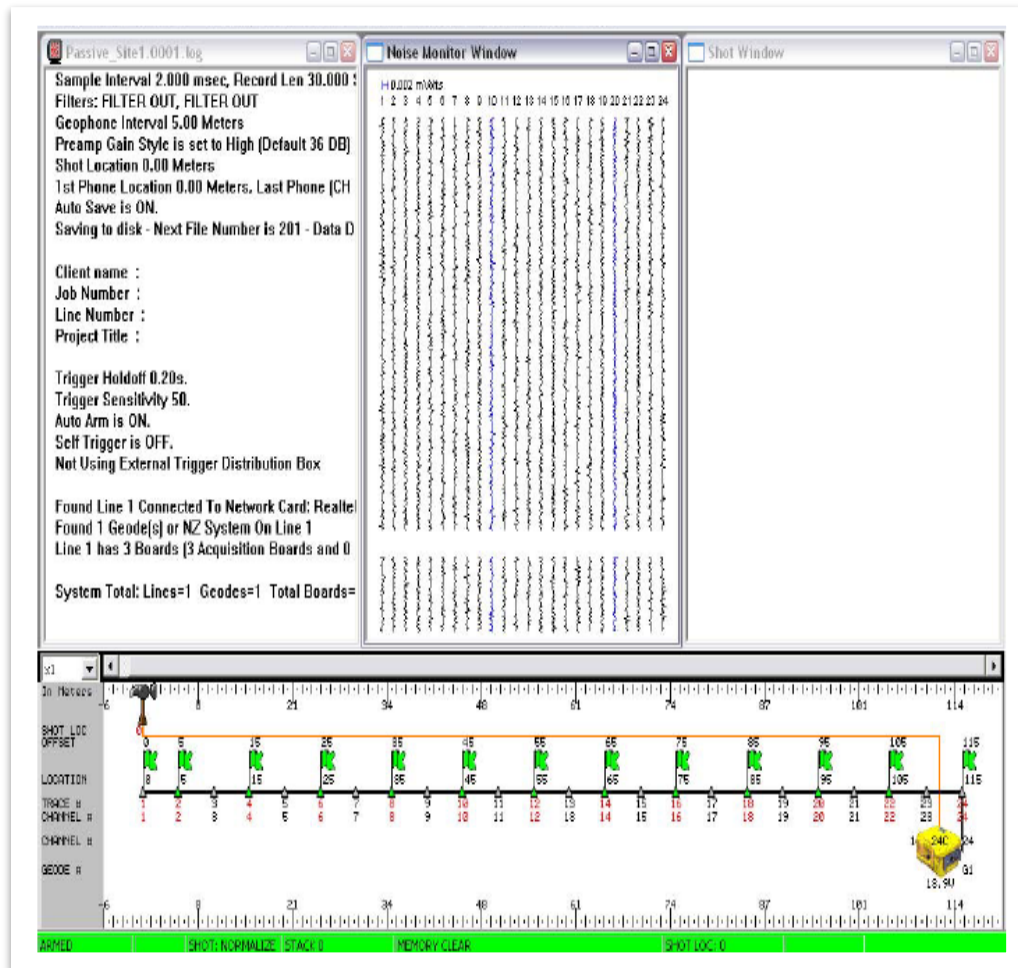 Passive_Site1.0001.log
Sample Interval 2.000 msec, Record Len 30.000
Filters: FILTER OUT, FILTER OUT
Geophone Interval 5.00 Meters
Preamp Gain Style is set to High (Default 36 DB)
Shot Location 0.00 Meters
1st Phone Location 0.00 Meters, Last Phone (CH
Auto Save is ON.
Saving to disk - Next File Number is 201 - Data D
Client name :
Job Number :
Line Number :
Project Title :
Trigger Holdoff 0.20s.
Trigger Sensitivity 50.
Auto Arm is ON.
Self Trigger is OFF.
Not Using External Trigger Distribution Box
Found Line 1 Connected To Network Card: Realte
Found 1 Geode(s) or NZ System On Line 1
Line 1 has 3 Boards (3 Acquisition Boards and 0
System Total: Lines=1 Geodes=1 Total Boards=
Noise Monitor Window
0.002 mVolts
1 2 3 4 5 6 7 8 9 10 11 12 13 14 15 16 17 18 19 20 21 22 23 24
Shot Window
x1
In Meters
-6 8 21 34 48 61 74 87 101 114
SHOT LOC
0
OFFSET
0 5 15 25 35 45 55 65 75 85 95 105 115
LOCATION
0 5 15 25 35 45 55 65 75 85 95 105 115
TRACE #
1 2 3 4 5 6 7 8 9 10 11 12 13 14 15 16 17 18 19 20 21 22 23 24
CHANNEL #
1 2 3 4 5 6 7 8 9 10 11 12 13 14 15 16 17 18 19 20 21 22 23 24
CHANNEL #
1 24C 24
GEODE #
G1
18.9V
-6 8 21 34 48 61 74 87 101 114
ARMED SHOT: NORMALIZE STACK 0 MEMORY CLEAR SHOT LOC: 0